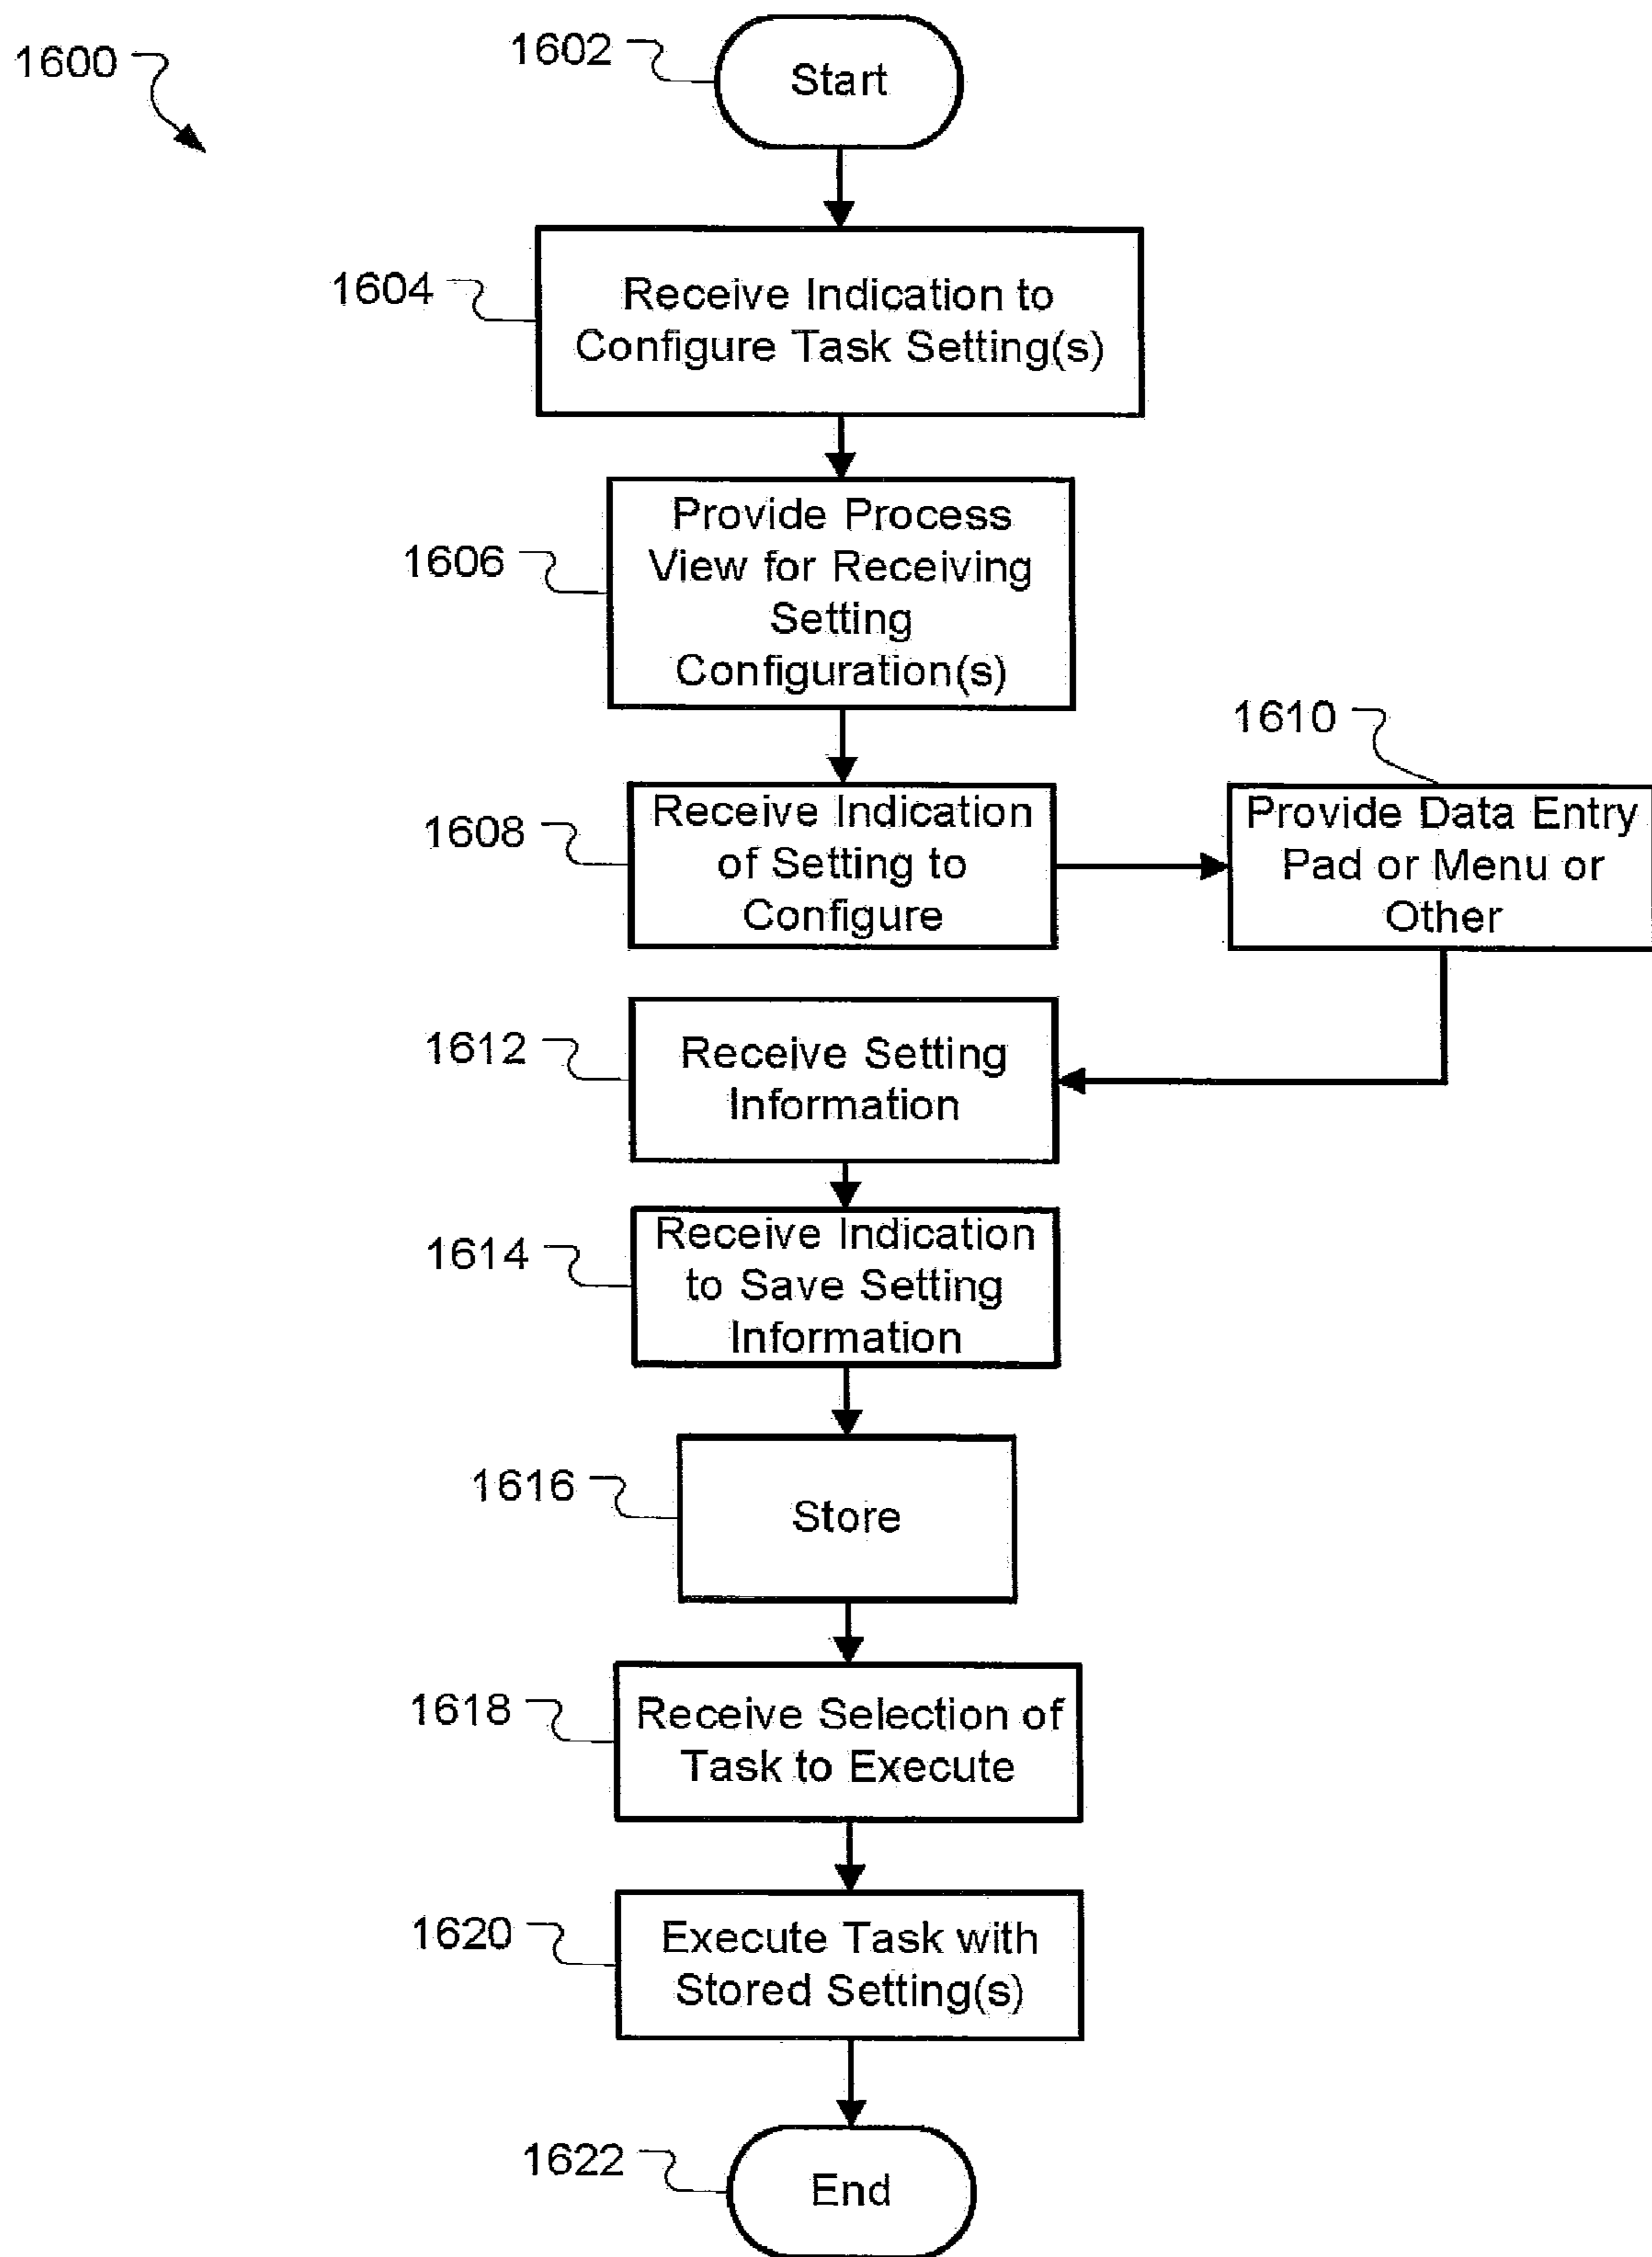 1600
1602
Start
1604
Receive Indication to
Configure Task Setting(s)
1606
Provide Process
View for Receiving
Setting
Configuration(s)
1608
Receive Indication
of Setting to
Configure
1610
Provide Data Entry
Pad or Menu or
Other
1612
Receive Setting
Information
1614
Receive Indication
to Save Setting
Information
1616
Store
1618
Receive Selection of
Task to Execute
1620
Execute Task with
Stored Setting(s)
1622
End